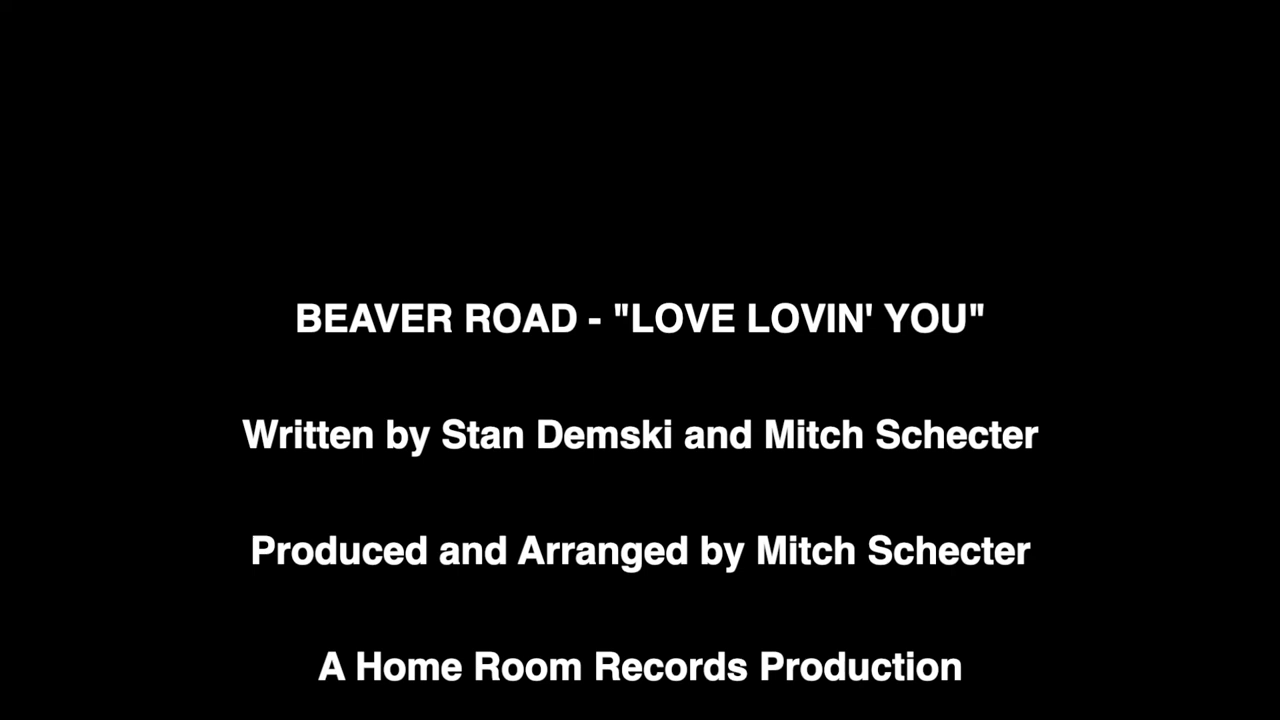 BEAVER ROAD - "LOVE LOVIN' YOU"
Written by Stan Demski and Mitch Schecter
Produced and Arranged by Mitch Schecter
A Home Room Records Production